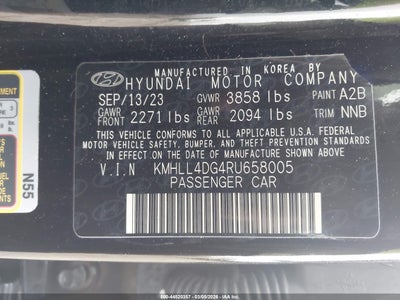 MANUFACTURED IN KOREA BY
HYUNDAI MOTOR COMPANY
SEP/13/23 GVWR 3858 lbs PAINT A2B
GAWR FRONT 2271 lbs GAWR REAR 2094 lbs TRIM NNB
THIS VEHICLE CONFORMS TO ALL APPLICABLE U.S.A. FEDERAL
MOTOR VEHICLE SAFETY, BUMPER, AND THEFT PREVENTION
STANDARDS IN EFFECT ON THE DATE OF MANUFACTURE SHOWN ABOVE.
V.I.N KMHLL4DG4RU658005
PASSENGER CAR
N55